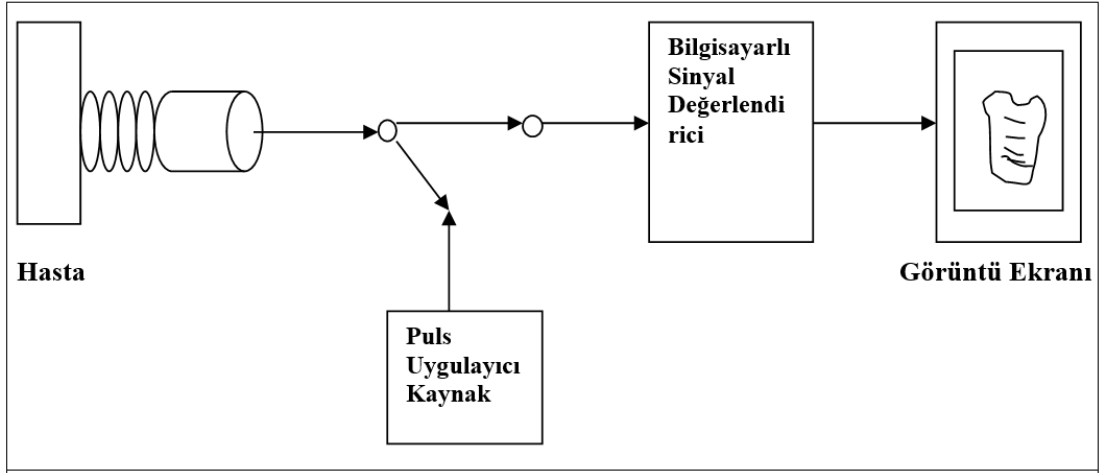 Bilgisayarlı
Sinyal
Değerlendi
rici
Hasta
Görüntü Ekranı
Puls
Uygulayıcı
Kaynak